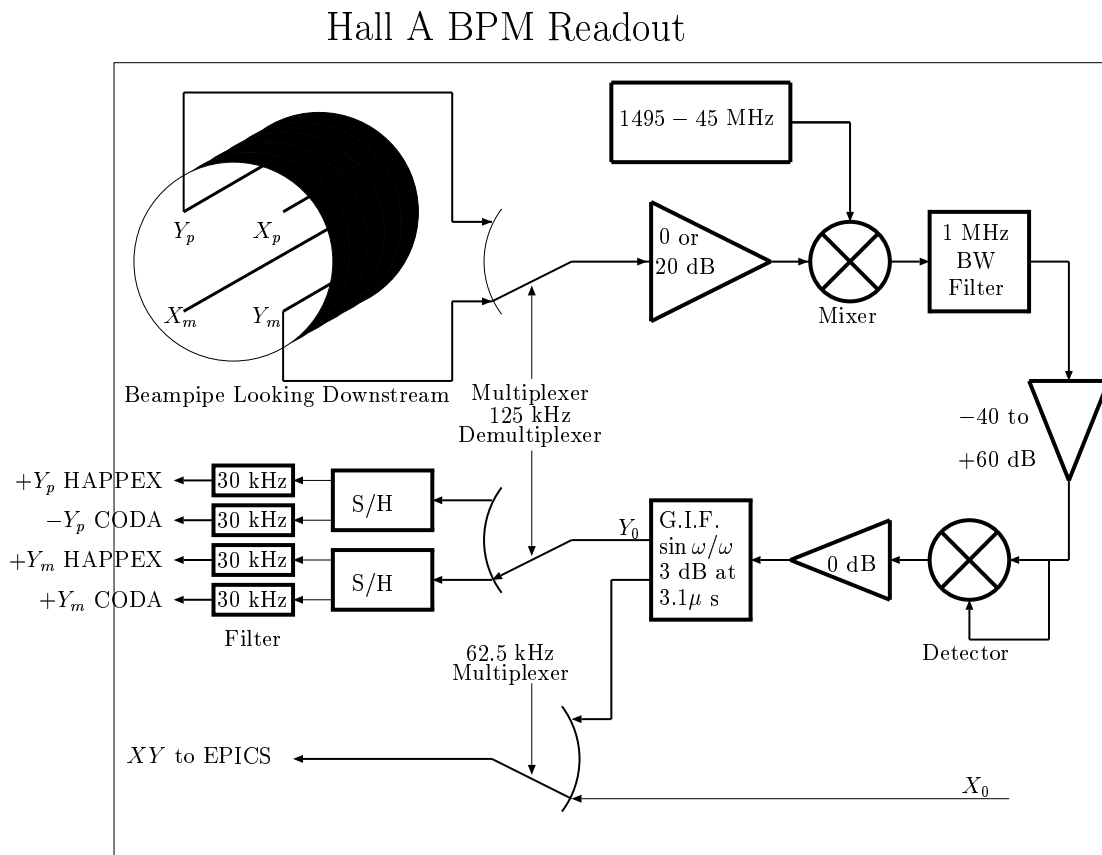 Hall A BPM Readout
1495 − 45 MHz
Y_p
X_p
X_m
Y_m
Beampipe Looking Downstream
0 or
20 dB
Mixer
1 MHz
BW
Filter
−40 to
+60 dB
Multiplexer
125 kHz
Demultiplexer
+Y_p HAPPEX
−Y_p CODA
+Y_m HAPPEX
+Y_m CODA
30 kHz
30 kHz
30 kHz
30 kHz
Filter
S/H
S/H
Y_0
G.I.F.
sin ω/ω
3 dB at
3.1μ s
0 dB
Detector
62.5 kHz
Multiplexer
XY to EPICS
X_0